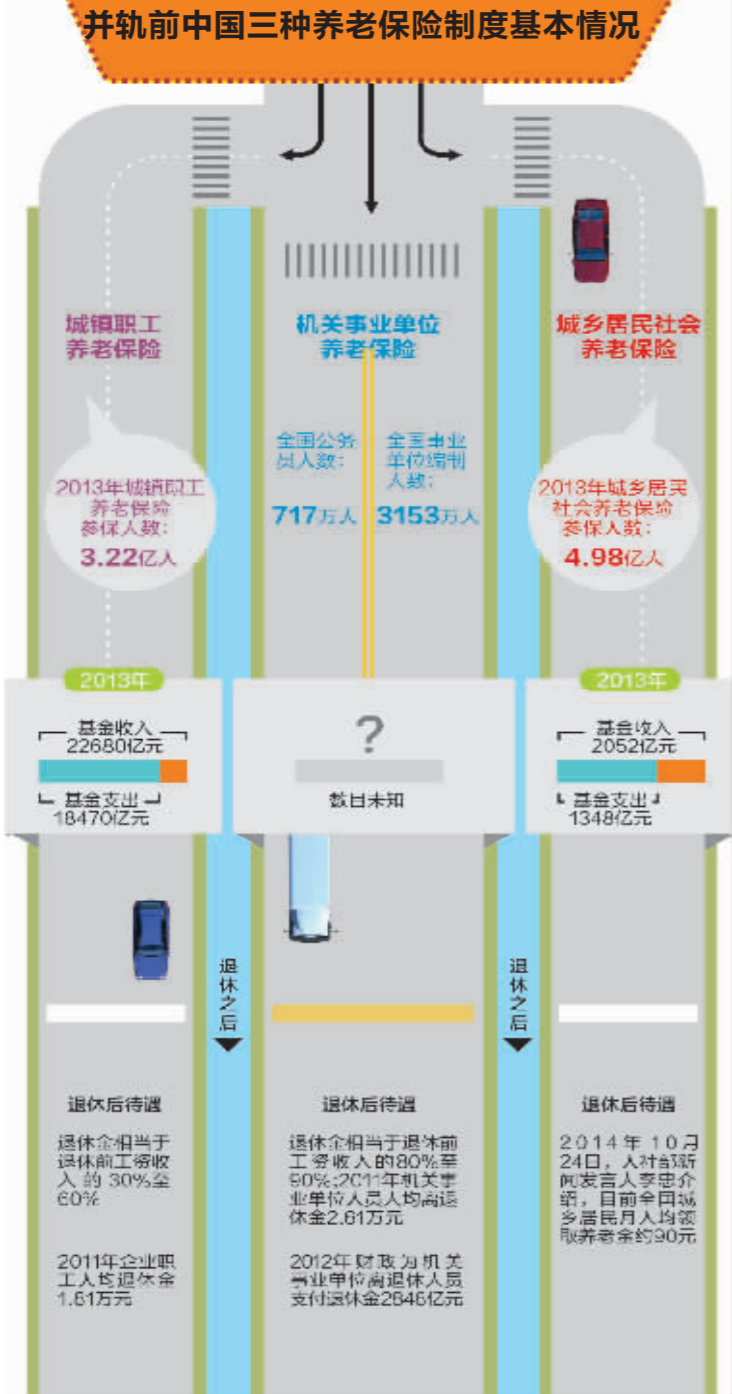 并轨前中国三种养老保险制度基本情况
城镇职工
养老保险
2013年城镇职工
养老保险
参保人数：
3.22亿人
2013年
基金收入
22680亿元
基金支出
18470亿元
退休后待遇
退休金相当于
退休前工资收
入的30%至
60%
2011年企业职
工人均退休金
1.81万元
机关事业单位
养老保险
全国公务
员人数：
717万人
全国事业
单位编制
人数：
3153万人
?
数目未知
退休后待遇
退休金相当于退休前
工资收入的80%至
90%;2011年机关事
业单位人员人均离退
休金2.61万元
2012年财政为机关
事业单位离退休人员
支付退休金2848亿元
城乡居民社会
养老保险
2013年城乡居民
社会养老保险
参保人数：
4.98亿人
2013年
基金收入
2052亿元
基金支出
1348亿元
退休后待遇
2014年10月
24日，人社部新
闻发言人李忠介
绍，目前全国城
乡居民月人均领
取养老金约90元
退休之后
退休之后